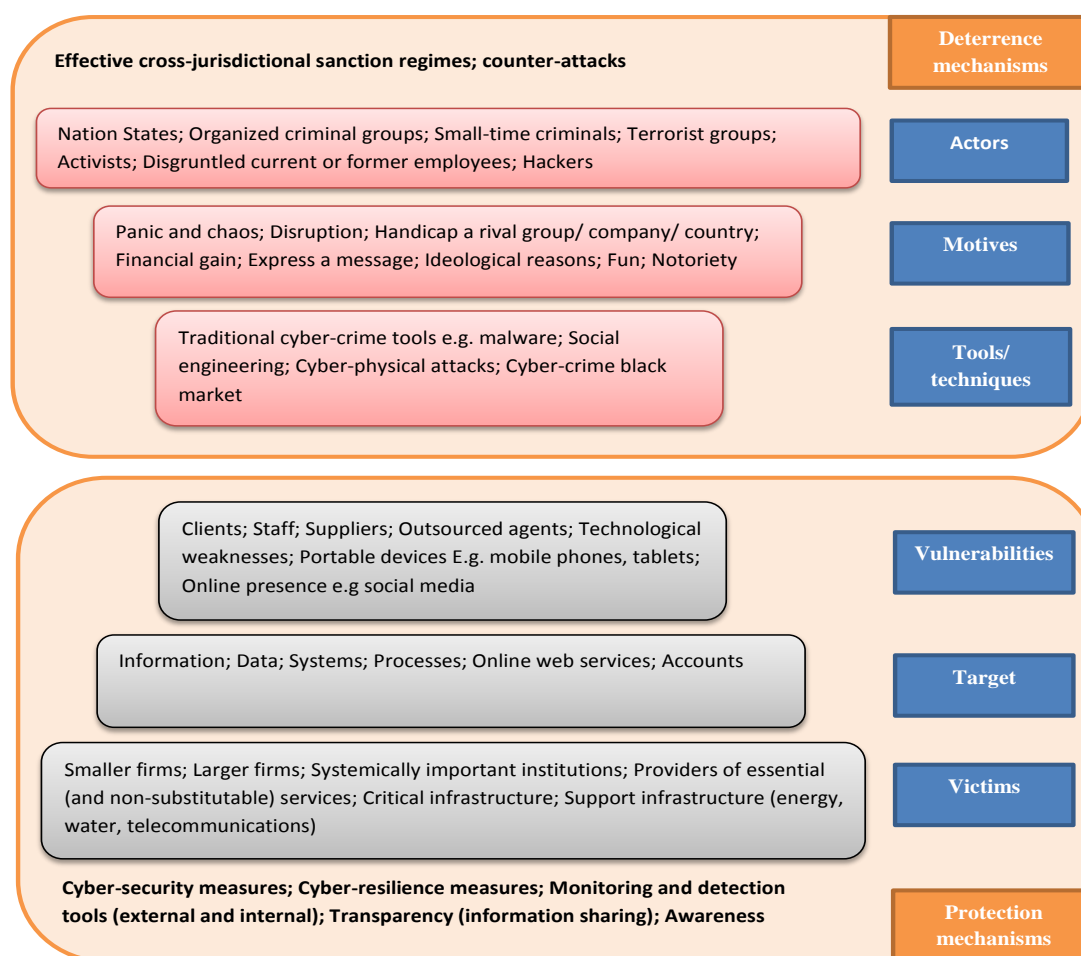 Effective cross-jurisdictional sanction regimes; counter-attacks
Deterrence
mechanisms
Nation States; Organized criminal groups; Small-time criminals; Terrorist groups;
Activists; Disgruntled current or former employees; Hackers
Actors
Panic and chaos; Disruption; Handicap a rival group/ company/ country;
Financial gain; Express a message; Ideological reasons; Fun; Notoriety
Motives
Traditional cyber-crime tools e.g. malware; Social
engineering; Cyber-physical attacks; Cyber-crime black
market
Tools/
techniques
Clients; Staff; Suppliers; Outsourced agents; Technological
weaknesses; Portable devices E.g. mobile phones, tablets;
Online presence e.g social media
Vulnerabilities
Information; Data; Systems; Processes; Online web services; Accounts
Target
Smaller firms; Larger firms; Systemically important institutions; Providers of essential
(and non-substitutable) services; Critical infrastructure; Support infrastructure (energy,
water, telecommunications)
Victims
Cyber-security measures; Cyber-resilience measures; Monitoring and detection
tools (external and internal); Transparency (information sharing); Awareness
Protection
mechanisms